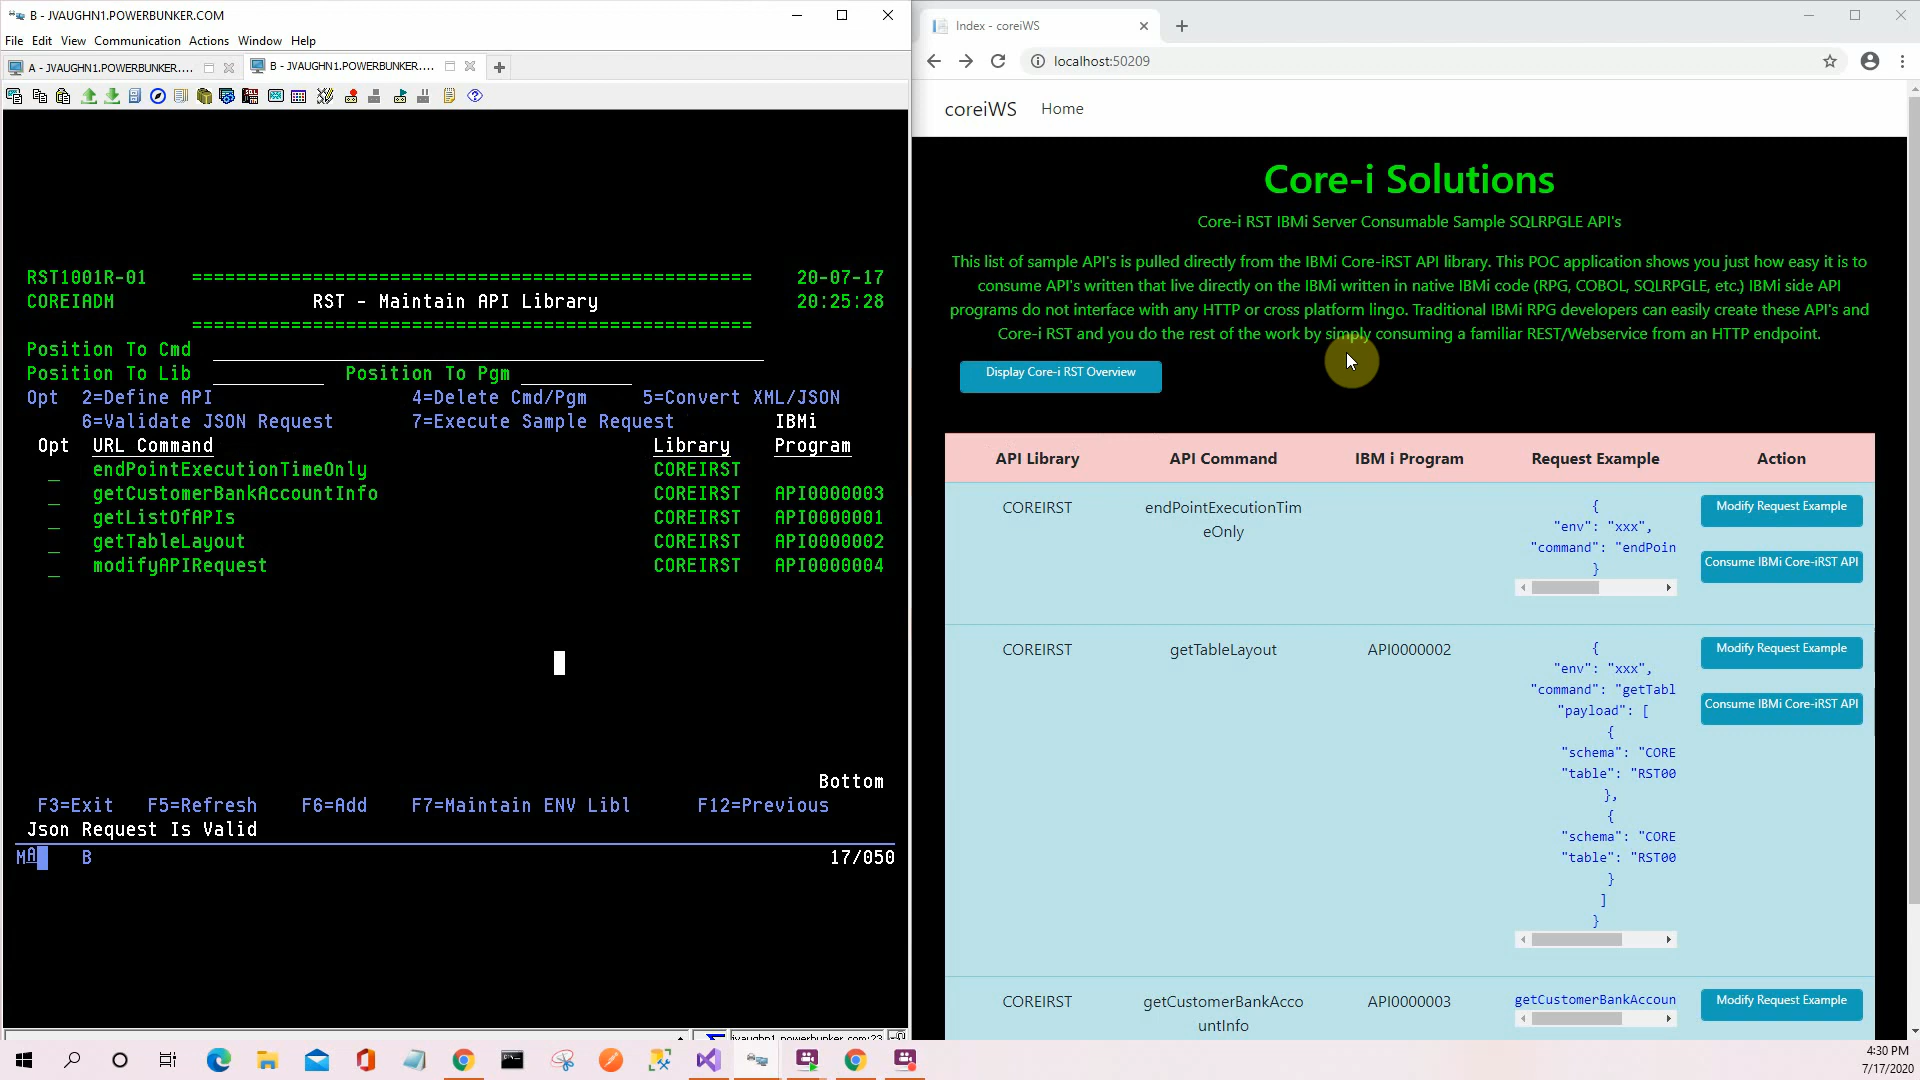 B - JVAUGHN1.POWERBUNKER.COM
File Edit View Communication Actions Window Help
A - JVAUGHN1.POWERBUNKER....
B - JVAUGHN1.POWERBUNKER....
RST1001R-01 =================================================== 20-07-17
COREIADM RST - Maintain API Library 20:25:28
===================================================
Position To Cmd
Position To Lib Position To Pgm
Opt 2=Define API 4=Delete Cmd/Pgm 5=Convert XML/JSON
6=Validate JSON Request 7=Execute Sample Request IBMi
Opt URL Command Library Program
_ endPointExecutionTimeOnly COREIRST
_ getCustomerBankAccountInfo COREIRST API0000003
_ getListOfAPIs COREIRST API0000001
_ getTableLayout COREIRST API0000002
_ modifyAPIRequest COREIRST API0000004
Bottom
F3=Exit F5=Refresh F6=Add F7=Maintain ENV Libl F12=Previous
Json Request Is Valid
MA B 17/050
Index - coreiWS
localhost:50209
coreiWS Home
Core-i Solutions
Core-i RST IBMi Server Consumable Sample SQLRPGLE API's
This list of sample API's is pulled directly from the IBMi Core-iRST API library. This POC application shows you just how easy it is to
consume API's written that live directly on the IBMi written in native IBMi code (RPG, COBOL, SQLRPGLE, etc.) IBMi side API
programs do not interface with any HTTP or cross platform lingo. Traditional IBMi RPG developers can easily create these API's and
Core-i RST and you do the rest of the work by simply consuming a familiar REST/Webservice from an HTTP endpoint.
Display Core-i RST Overview
API Library API Command IBM i Program Request Example Action
COREIRST endPointExecutionTim
eOnly
{
"env": "xxx",
"command": "endPoin
}
Modify Request Example
Consume IBMi Core-iRST API
COREIRST getTableLayout API0000002
{
"env": "xxx",
"command": "getTabl
"payload": [
{
"schema": "CORE
"table": "RST00
},
{
"schema": "CORE
"table": "RST00
}
]
}
Modify Request Example
Consume IBMi Core-iRST API
COREIRST getCustomerBankAcco
untInfo
API0000003
getCustomerBankAccoun
Modify Request Example
4:30 PM
7/17/2020